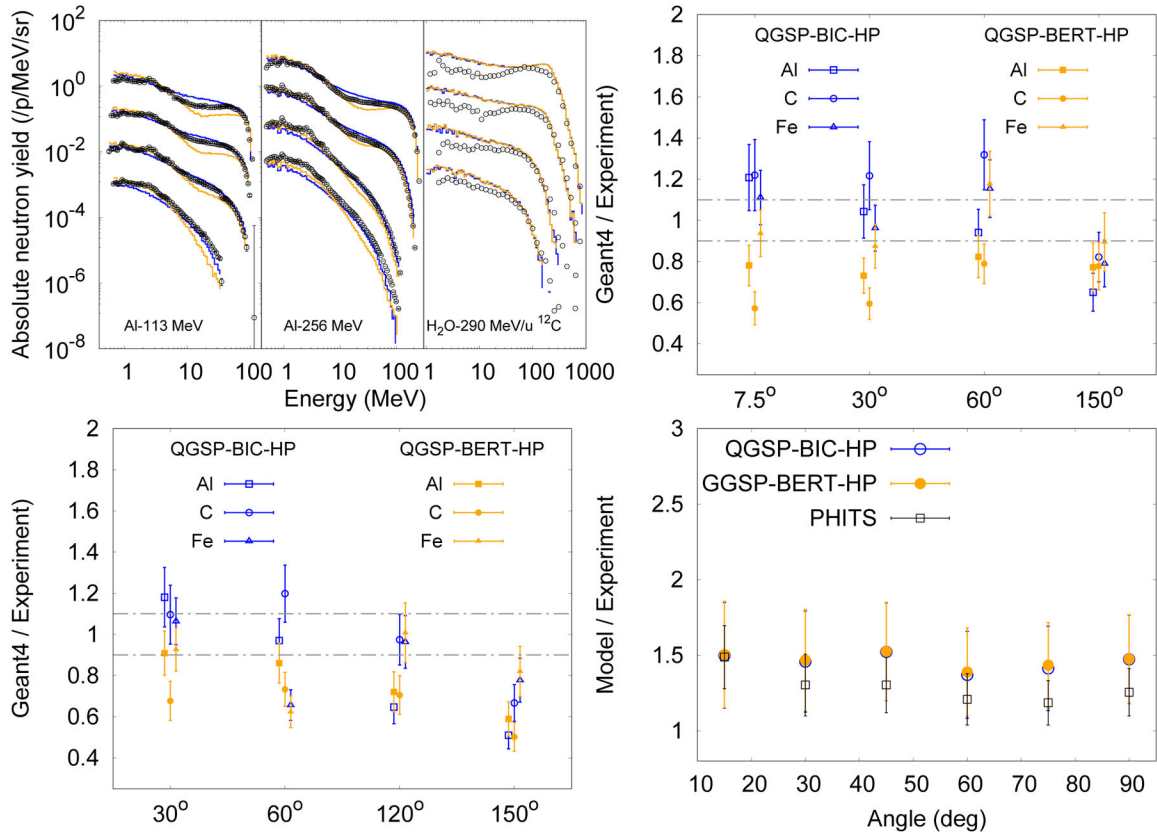 Absolute neutron yield (/p/MeV/sr)
10²
10⁰
10⁻²
10⁻⁴
10⁻⁶
10⁻⁸
Al-113 MeV
Al-256 MeV
H₂O-290 MeV/u ¹²C
1 10 100
1 10 100
1 10 100 1000
Energy (MeV)
Geant4 / Experiment
2
1.8
1.6
1.4
1.2
1
0.8
0.6
0.4
QGSP-BIC-HP
Al
C
Fe
QGSP-BERT-HP
Al
C
Fe
7.5° 30° 60° 150°
Geant4 / Experiment)
2
1.8
1.6
1.4
1.2
1
0.8
0.6
0.4
QGSP-BIC-HP
Al
C
Fe
QGSP-BERT-HP
Al
C
Fe
30° 60° 120° 150°
Model / Experiment
3
2.5
2
1.5
1
QGSP-BIC-HP
GGSP-BERT-HP
PHITS
10 20 30 40 50 60 70 80 90
Angle (deg)